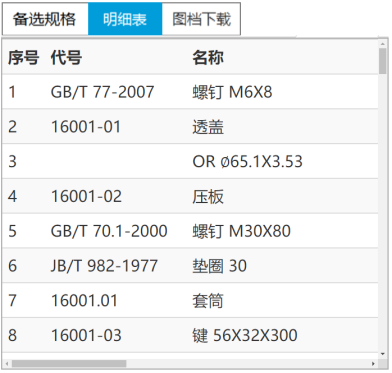 备选规格 明细表 图档下载
序号 代号 名称
1 GB/T 77-2007 螺钉 M6X8
2 16001-01 透盖
3 OR Ø65.1X3.53
4 16001-02 压板
5 GB/T 70.1-2000 螺钉 M30X80
6 JB/T 982-1977 垫圈 30
7 16001.01 套筒
8 16001-03 键 56X32X300